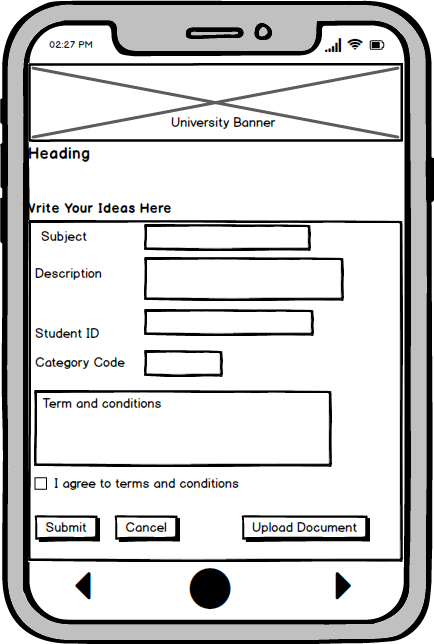 02:27 PM
University Banner
Heading
Write Your Ideas Here
Subject
Description
Student ID
Category Code
Term and conditions
I agree to terms and conditions
Submit Cancel Upload Document